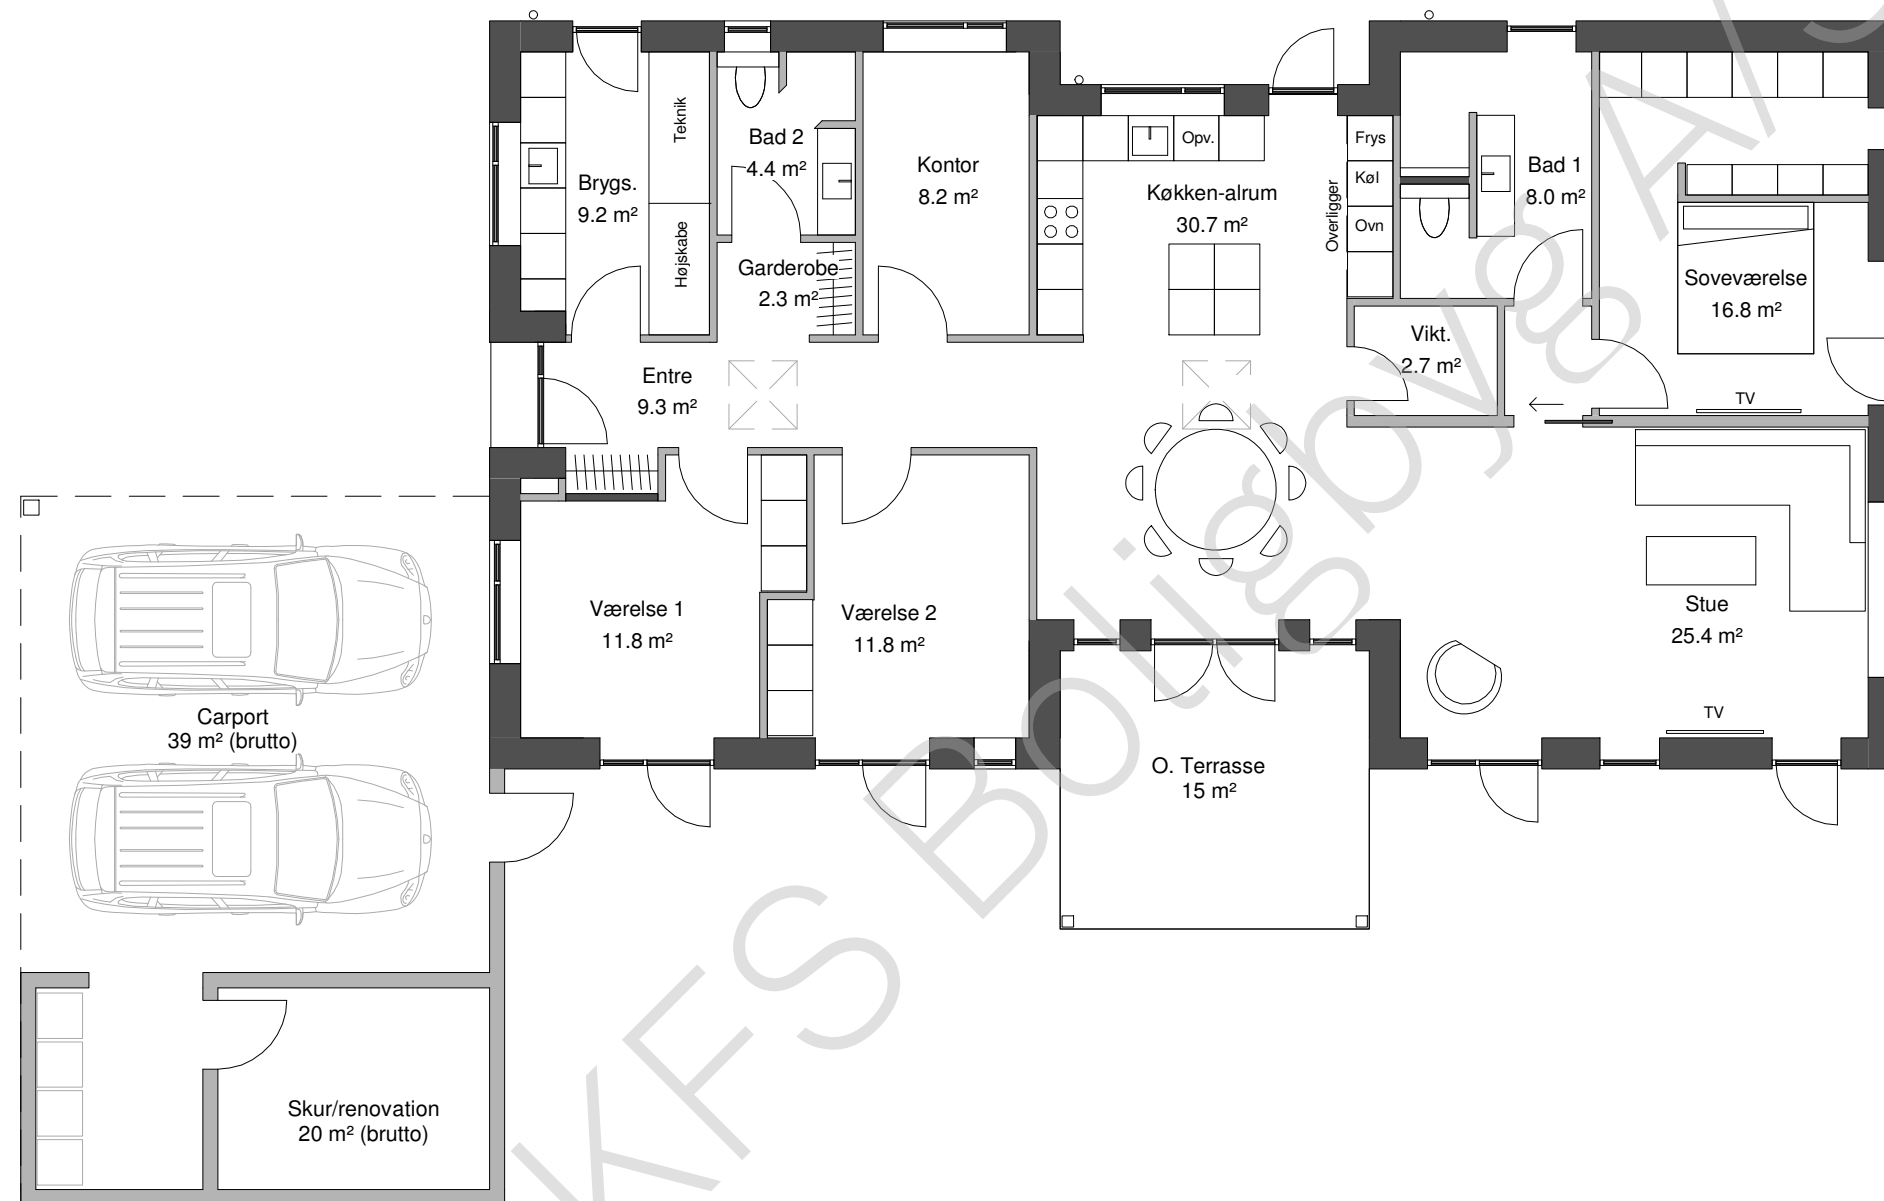 Teknik
Højskabe
Brygs.
9.2 m²
Bad 2
4.4 m²
Garderobe
2.3 m²
Kontor
8.2 m²
Opv.
Køkken-alrum
30.7 m²
Overligger
Frys
Køl
Ovn
Bad 1
8.0 m²
Soveværelse
16.8 m²
TV
Vikt.
2.7 m²
Entre
9.3 m²
Værelse 1
11.8 m²
Værelse 2
11.8 m²
Stue
25.4 m²
TV
O. Terrasse
15 m²
Carport
39 m² (brutto)
Skur/renovation
20 m² (brutto)
KFS Boligbyg A/S